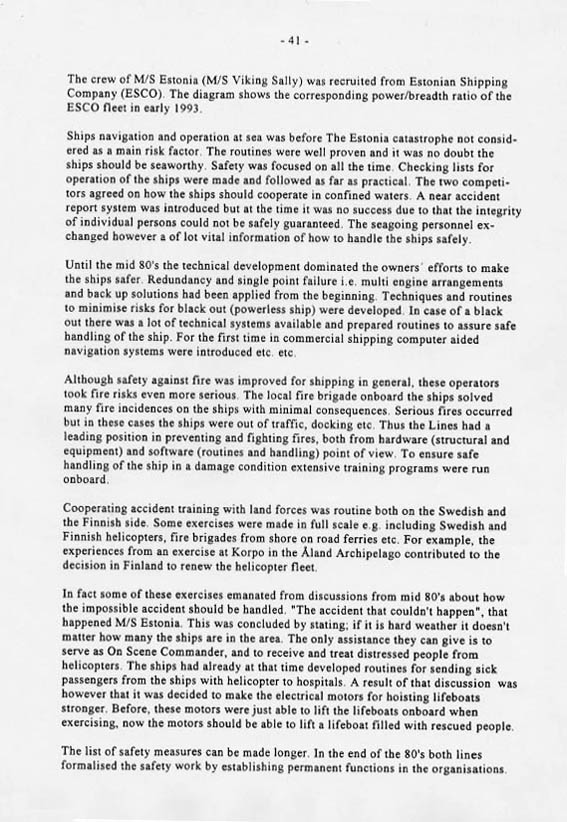 - 41 -
The crew of M/S Estonia (M/S Viking Sally) was recruited from Estonian Shipping
Company (ESCO). The diagram shows the corresponding power/breadth ratio of the
ESCO fleet in early 1993.
Ships navigation and operation at sea was before The Estonia catastrophe not consid-
ered as a main risk factor. The routines were well proven and it was no doubt the
ships should be seaworthy. Safety was focused on all the time. Checking lists for
operation of the ships were made and followed as far as practical. The two competi-
tors agreed on how the ships should cooperate in confined waters. A near accident
report system was introduced but at the time it was no success due to that the integrity
of individual persons could not be safely guaranteed. The seagoing personnel ex-
changed however a of lot vital information of how to handle the ships safely.
Until the mid 80's the technical development dominated the owners' efforts to make
the ships safer. Redundancy and single point failure i.e. multi engine arrangements
and back up solutions had been applied from the beginning. Techniques and routines
to minimise risks for black out (powerless ship) were developed. In case of a black
out there was a lot of technical systems available and prepared routines to assure safe
handling of the ship. For the first time in commercial shipping computer aided
navigation systems were introduced etc. etc.
Although safety against fire was improved for shipping in general, these operators
took fire risks even more serious. The local fire brigade onboard the ships solved
many fire incidences on the ships with minimal consequences. Serious fires occurred
but in these cases the ships were out of traffic, docking etc. Thus the Lines had a
leading position in preventing and fighting fires, both from hardware (structural and
equipment) and software (routines and handling) point of view. To ensure safe
handling of the ship in a damage condition extensive training programs were run
onboard.
Cooperating accident training with land forces was routine both on the Swedish and
the Finnish side. Some exercises were made in full scale e.g. including Swedish and
Finnish helicopters, fire brigades from shore on road ferries etc. For example, the
experiences from an exercise at Korpo in the Åland Archipelago contributed to the
decision in Finland to renew the helicopter fleet.
In fact some of these exercises emanated from discussions from mid 80's about how
the impossible accident should be handled. "The accident that couldn't happen", that
happened M/S Estonia. This was concluded by stating; if it is hard weather it doesn't
matter how many the ships are in the area. The only assistance they can give is to
serve as On Scene Commander, and to receive and treat distressed people from
helicopters. The ships had already at that time developed routines for sending sick
passengers from the ships with helicopter to hospitals. A result of that discussion was
however that it was decided to make the electrical motors for hoisting lifeboats
stronger. Before, these motors were just able to lift the lifeboats onboard when
exercising, now the motors should be able to lift a lifeboat filled with rescued people.
The list of safety measures can be made longer. In the end of the 80's both lines
formalised the safety work by establishing permanent functions in the organisations.